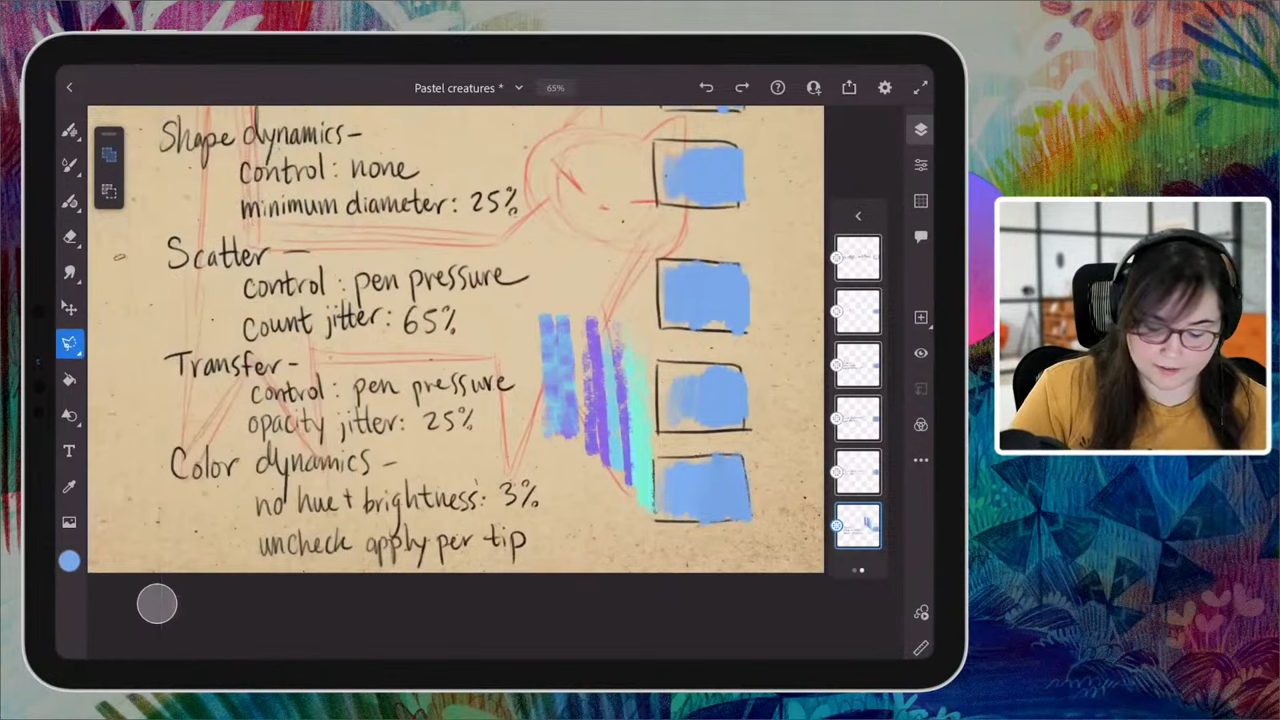 Pastel creatures *
65%
Shape dynamics-
control: none
minimum diameter: 25%
Scatter -
control: pen pressure
count jitter: 65%
Transfer-
control: pen pressure
opacity jitter: 25%
Color dynamics -
no hue + brightness: 3%
uncheck apply per tip
T